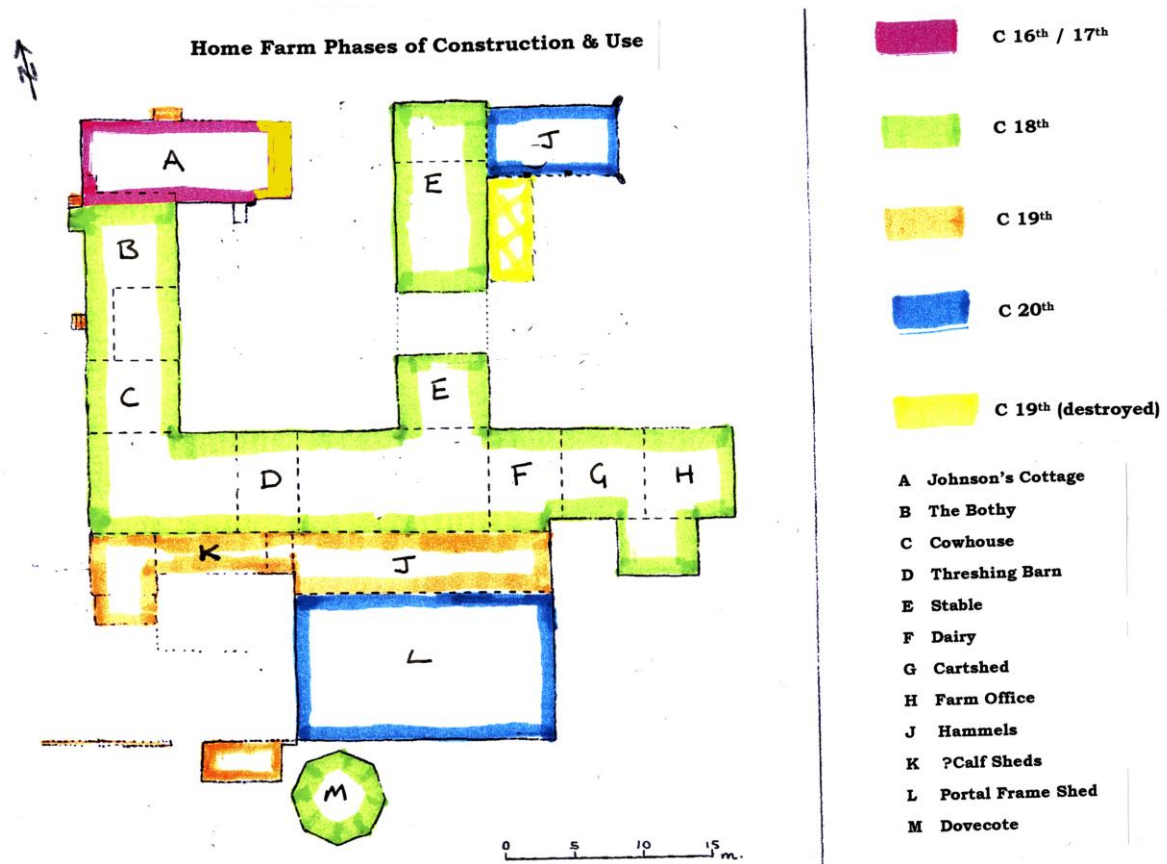 Home Farm Phases of Construction & Use
N
A
B
C
D
E
E
F
G
H
J
K
J
L
M
0 5 10 15
m.
C 16th / 17th
C 18th
C 19th
C 20th
C 19th (destroyed)
A Johnson's Cottage
B The Bothy
C Cowhouse
D Threshing Barn
E Stable
F Dairy
G Cartshed
H Farm Office
J Hammels
K ?Calf Sheds
L Portal Frame Shed
M Dovecote